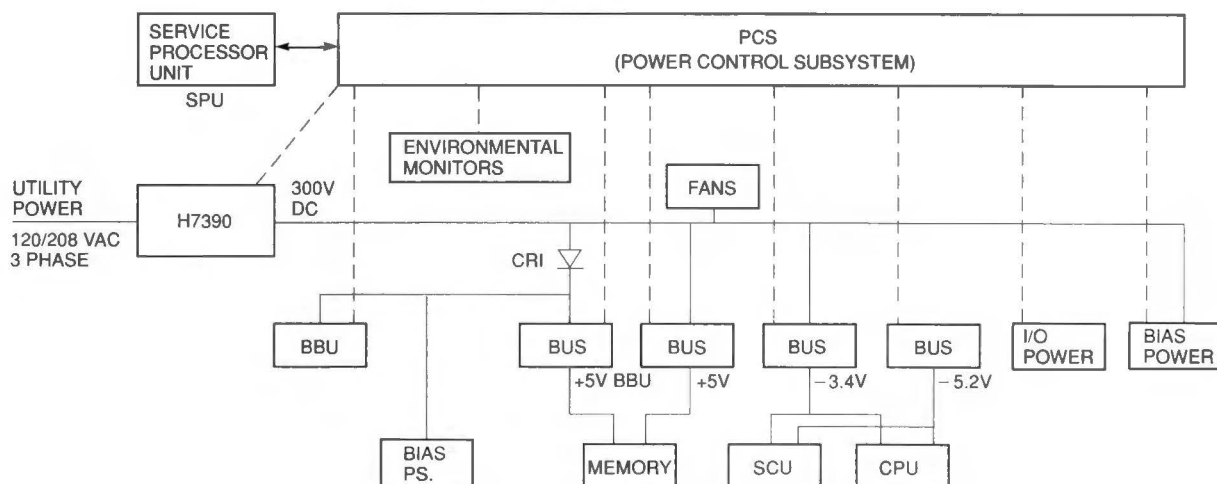 SERVICE
PROCESSOR
UNIT
SPU
PCS
(POWER CONTROL SUBSYSTEM)
ENVIRONMENTAL
MONITORS
UTILITY
POWER
120/208 VAC
3 PHASE
H7390
300V
DC
FANS
CRI
BBU
BUS
+5V BBU
BUS
+5V
BUS
−3.4V
BUS
−5.2V
I/O
POWER
BIAS
POWER
BIAS
PS.
MEMORY
SCU
CPU